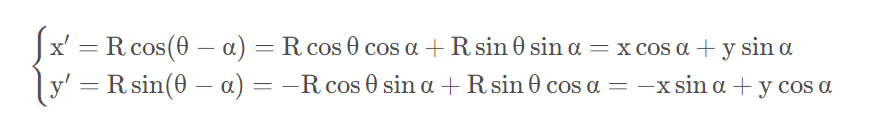 x′ = R cos(θ − α) = R cos θ cos α + R sin θ sin α = x cos α + y sin α
y′ = R sin(θ − α) = −R cos θ sin α + R sin θ cos α = −x sin α + y cos α